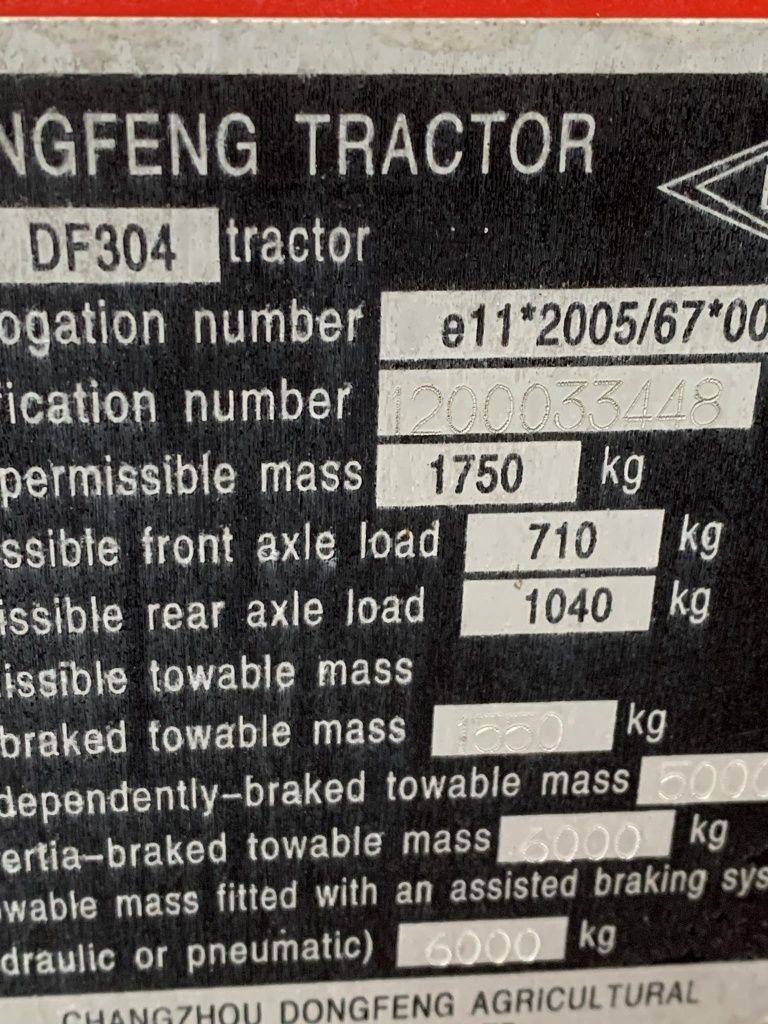 NGFENG TRACTOR
DF304 tractor
ogation number e11*2005/67*00
ication number 1200033448
permissible mass 1750 kg
ssible front axle load 710 kg
issible rear axle load 1040 kg
issible towable mass
braked towable mass 1550 kg
dependently-braked towable mass 5000
ertia-braked towable mass 6000 kg
wable mass fitted with an assisted braking sys
draulic or pneumatic) 6000 kg
CHANGZHOU DONGFENG AGRICULTURAL